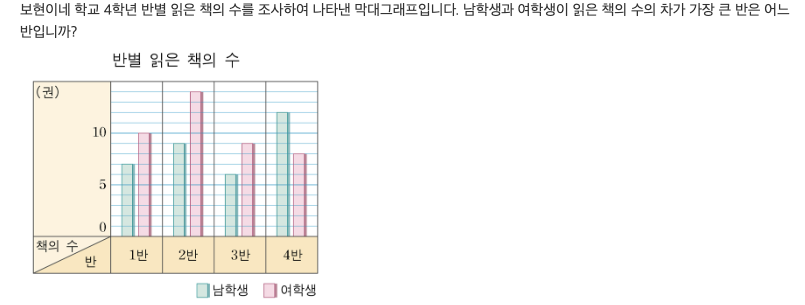 보현이네 학교 4학년 반별 읽은 책의 수를 조사하여 나타낸 막대그래프입니다. 남학생과 여학생이 읽은 책의 수의 차가 가장 큰 반은 어느
반입니까?
반별 읽은 책의 수
(권)
10
5
0
책의 수
반
1반 2반 3반 4반
남학생 여학생